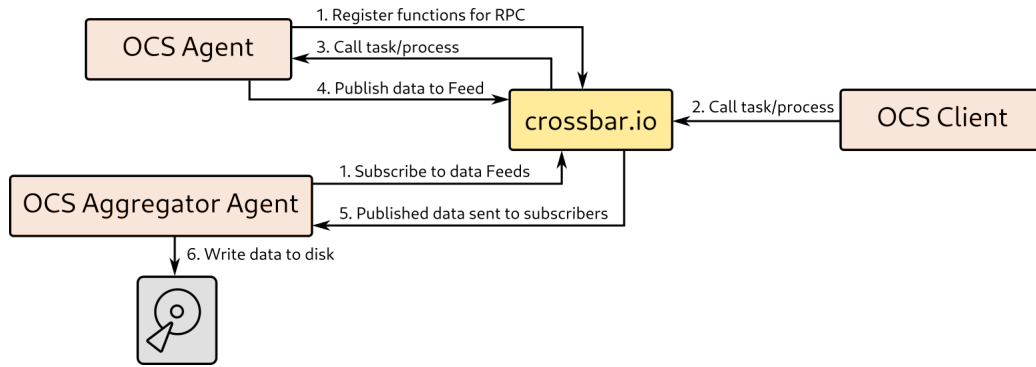 1. Register functions for RPC
OCS Agent
3. Call task/process
4. Publish data to Feed
2. Call task/process
crossbar.io
OCS Client
1. Subscribe to data Feeds
OCS Aggregator Agent
5. Published data sent to subscribers
6. Write data to disk